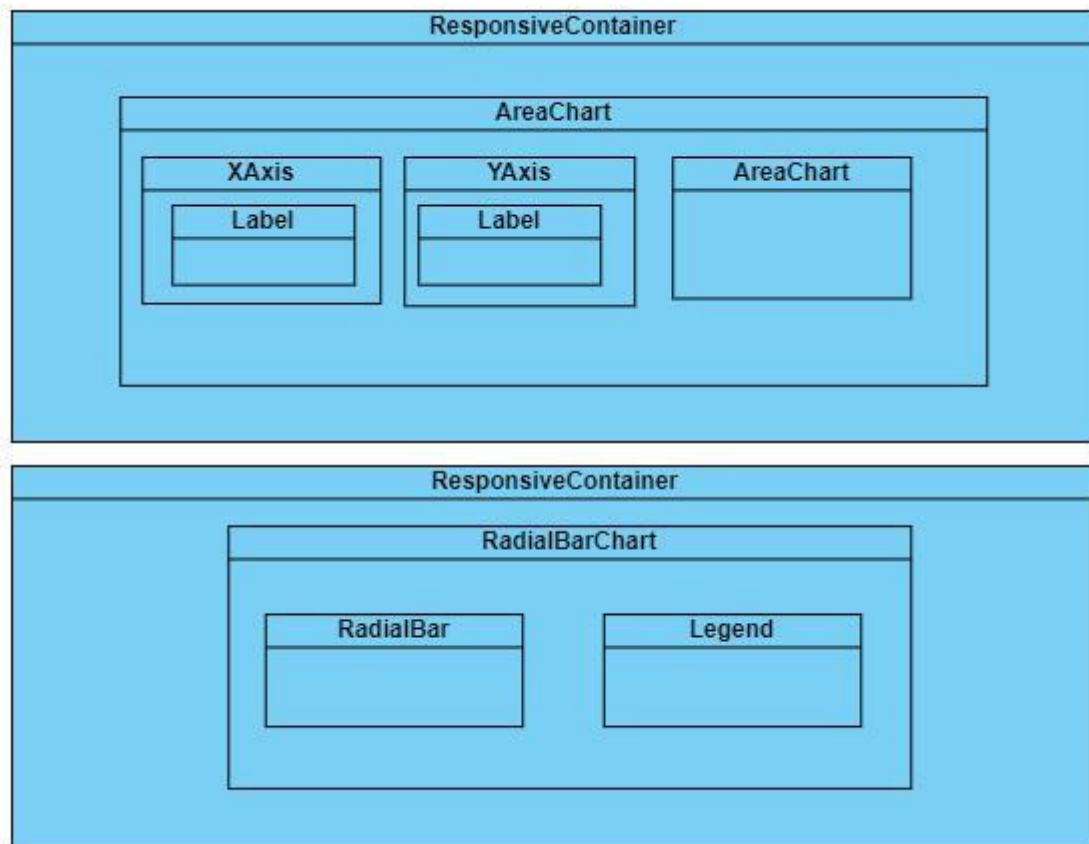 ResponsiveContainer
AreaChart
XAxis YAxis AreaChart
Label Label
ResponsiveContainer
RadialBarChart
RadialBar Legend